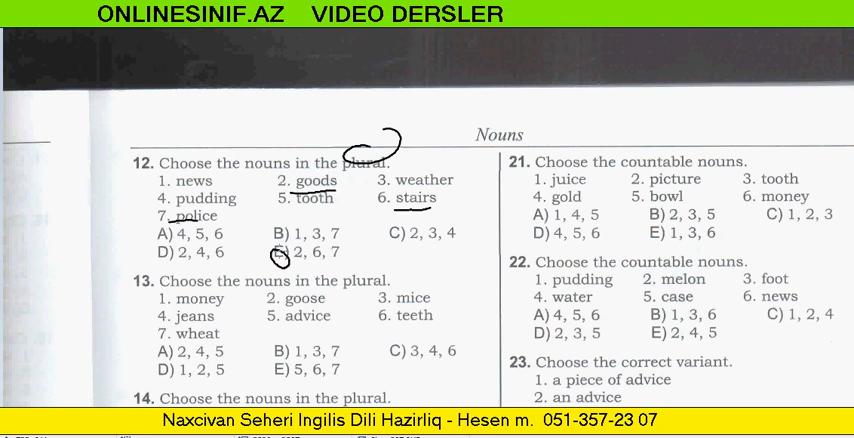 ONLINESINIF.AZ VIDEO DERSLER
Nouns
12. Choose the nouns in the plural.
1. news 2. goods 3. weather
4. pudding 5. tooth 6. stairs
7. police
A) 4, 5, 6 B) 1, 3, 7 C) 2, 3, 4
D) 2, 4, 6 E) 2, 6, 7
13. Choose the nouns in the plural.
1. money 2. goose 3. mice
4. jeans 5. advice 6. teeth
7. wheat
A) 2, 4, 5 B) 1, 3, 7 C) 3, 4, 6
D) 1, 2, 5 E) 5, 6, 7
14. Choose the nouns in the plural.
21. Choose the countable nouns.
1. juice 2. picture 3. tooth
4. gold 5. bowl 6. money
A) 1, 4, 5 B) 2, 3, 5 C) 1, 2, 3
D) 4, 5, 6 E) 1, 3, 6
22. Choose the countable nouns.
1. pudding 2. melon 3. foot
4. water 5. case 6. news
A) 4, 5, 6 B) 1, 3, 6 C) 1, 2, 4
D) 2, 3, 5 E) 2, 4, 5
23. Choose the correct variant.
1. a piece of advice
2. an advice
Naxcivan Seheri Ingilis Dili Hazirliq - Hesen m. 051-357-23 07